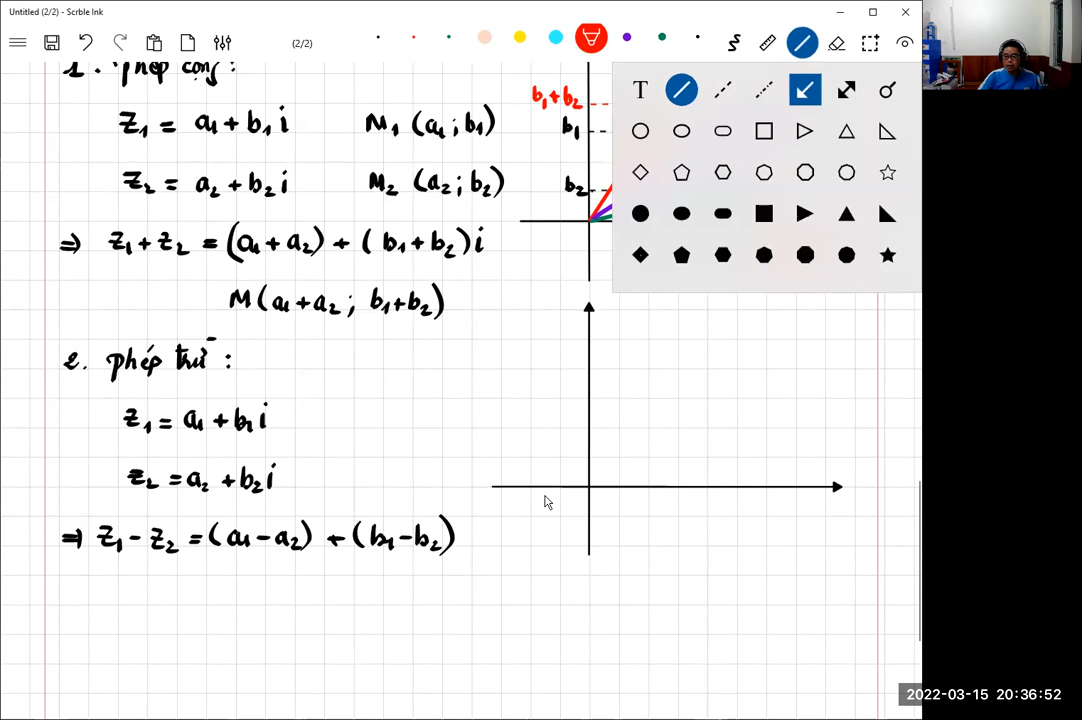 Untitled (2/2) - Scrble Ink
(2/2)
T
1. Phép cộng:
z₁ = a₁ + b₁i M₁ (a₁; b₁)
z₂ = a₂ + b₂i M₂ (a₂; b₂)
⇒ z₁ + z₂ = (a₁ + a₂) + (b₁ + b₂)i
M(a₁ + a₂; b₁ + b₂)
b₁ + b₂
b₁
b₂
2. phép trừ:
z₁ = a₁ + b₁i
z₂ = a₂ + b₂i
⇒ z₁ - z₂ = (a₁ - a₂) + (b₁ - b₂)
2022-03-15 20:36:52